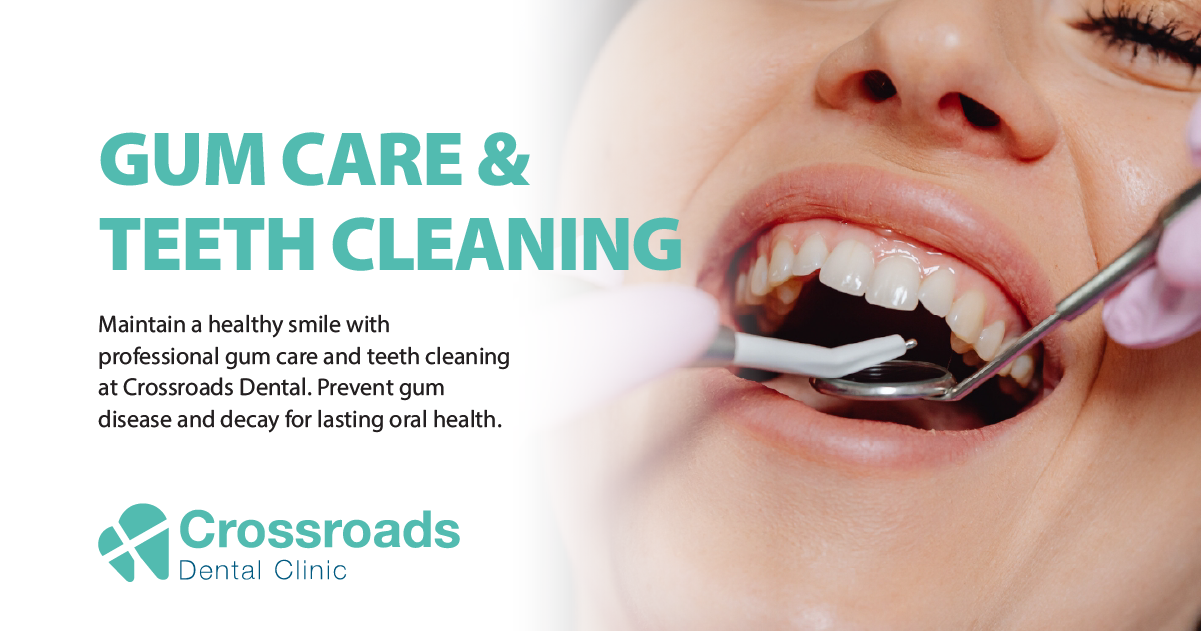 GUM CARE &
TEETH CLEANING
Maintain a healthy smile with
professional gum care and teeth cleaning
at Crossroads Dental. Prevent gum
disease and decay for lasting oral health.
Crossroads
Dental Clinic